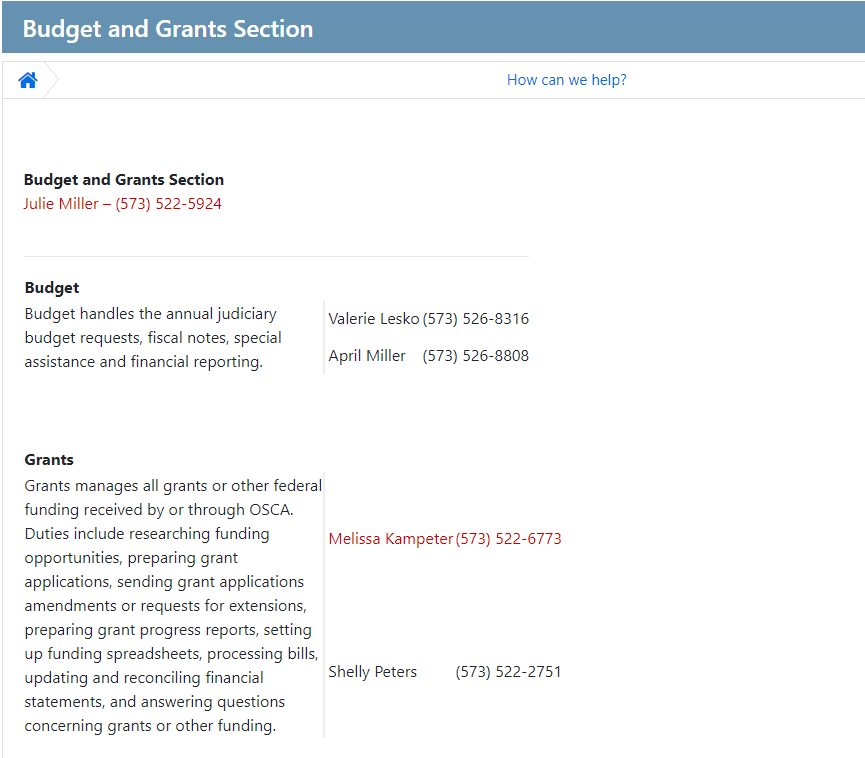 Budget and Grants Section
How can we help?
Budget and Grants Section
Julie Miller – (573) 522-5924
Budget
Budget handles the annual judiciary
budget requests, fiscal notes, special
assistance and financial reporting.
Valerie Lesko (573) 526-8316
April Miller (573) 526-8808
Grants
Grants manages all grants or other federal
funding received by or through OSCA.
Duties include researching funding
opportunities, preparing grant
applications, sending grant applications
amendments or requests for extensions,
preparing grant progress reports, setting
up funding spreadsheets, processing bills,
updating and reconciling financial
statements, and answering questions
concerning grants or other funding.
Melissa Kampeter (573) 522-6773
Shelly Peters (573) 522-2751